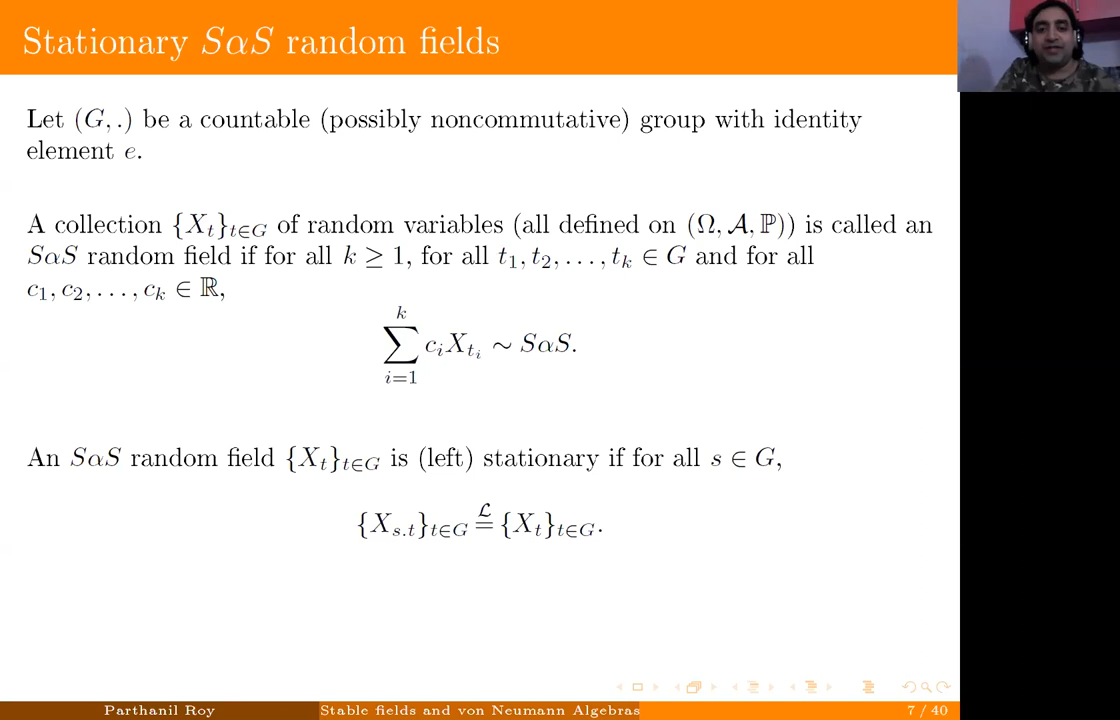 Stationary SαS random fields
Let (G, .) be a countable (possibly noncommutative) group with identity
element e.
A collection {X_t}_{t∈G} of random variables (all defined on (Ω, 𝒜, ℙ)) is called an
SαS random field if for all k ≥ 1, for all t_1, t_2, . . . , t_k ∈ G and for all
c_1, c_2, . . . , c_k ∈ ℝ,
∑_{i=1}^{k} c_i X_{t_i} ∼ SαS.
An SαS random field {X_t}_{t∈G} is (left) stationary if for all s ∈ G,
{X_{s.t}}_{t∈G} =^ℒ {X_t}_{t∈G}.
Parthanil Roy Stable fields and von Neumann Algebras 7 / 40